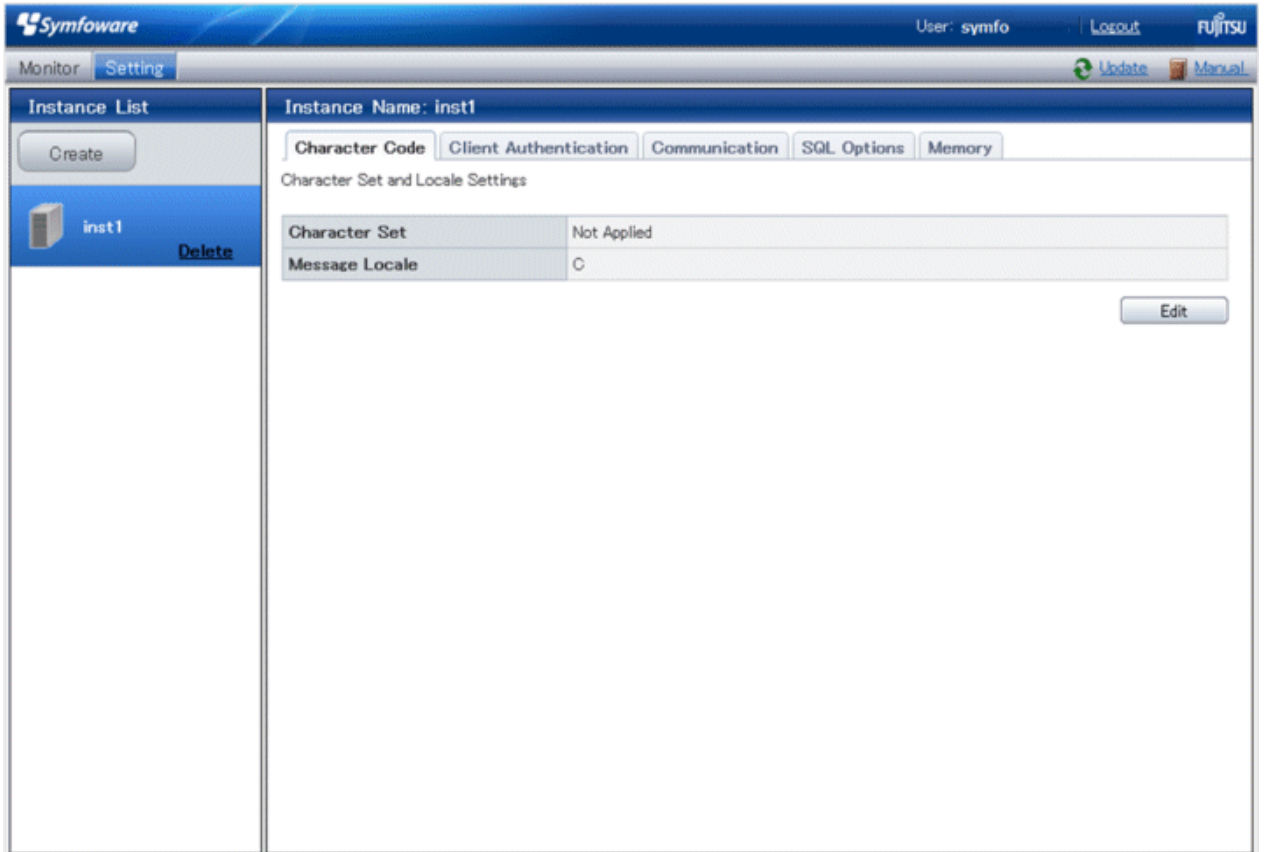 Symfoware User: symfo Logout FUJITSU
Monitor Setting Update Manual
Instance List
Create
inst1
Delete
Instance Name: inst1
Character Code Client Authentication Communication SQL Options Memory
Character Set and Locale Settings
Character Set Not Applied
Message Locale C
Edit